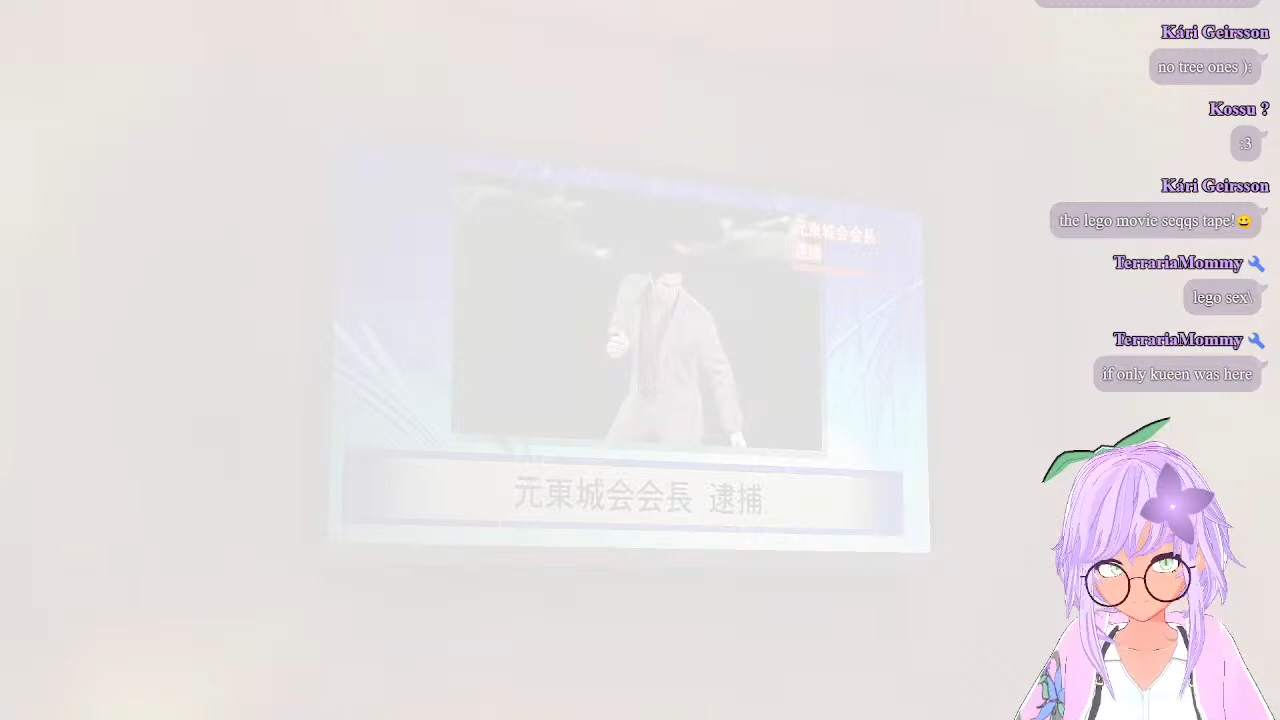 Kári Geirsson
no tree ones ):
Kossu ?
:3
Kári Geirsson
the lego movie seqqs tape!😀
TerrariaMommy 🔧
lego sex\
TerrariaMommy 🔧
if only kueen was here
元東城会会長
逮捕
元東城会会長 逮捕